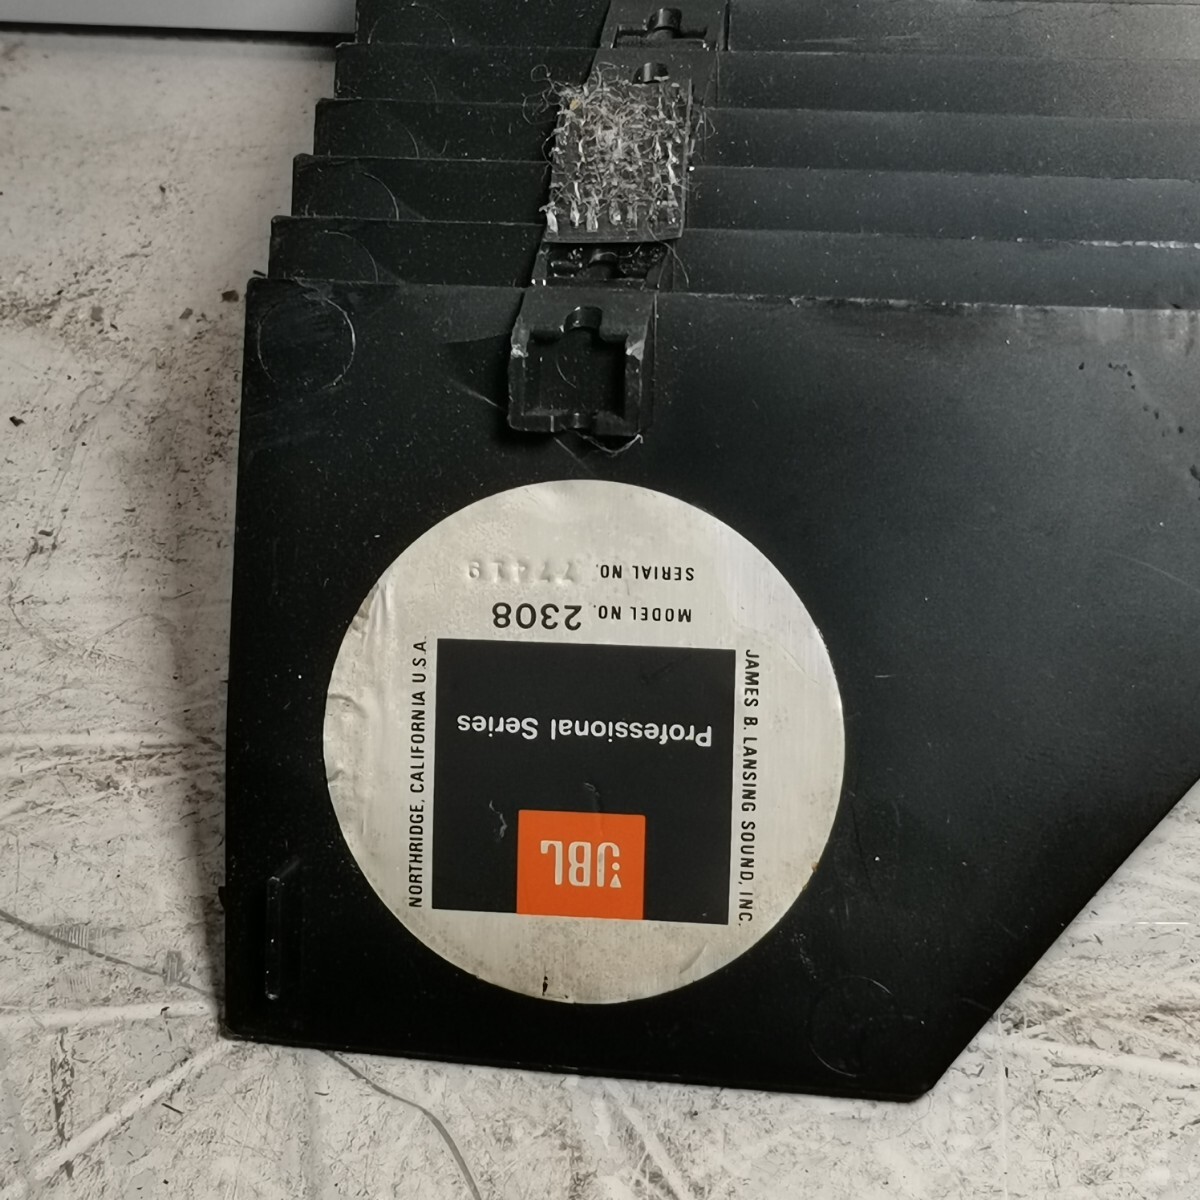 JBL
Professional Series
JAMES B. LANSING SOUND, INC.
NORTHRIDGE, CALIFORNIA U.S.A.
MODEL NO. 2308
SERIAL NO. 77419